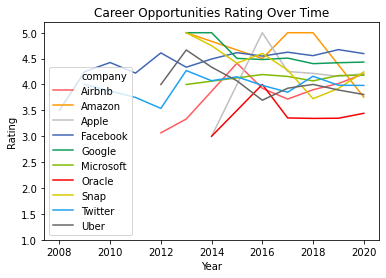 Career Opportunities Rating Over Time
Rating
5.0
4.5
4.0
3.5
3.0
2.5
2.0
1.5
1.0
company
Airbnb
Amazon
Apple
Facebook
Google
Microsoft
Oracle
Snap
Twitter
Uber
2008 2010 2012 2014 2016 2018 2020
Year